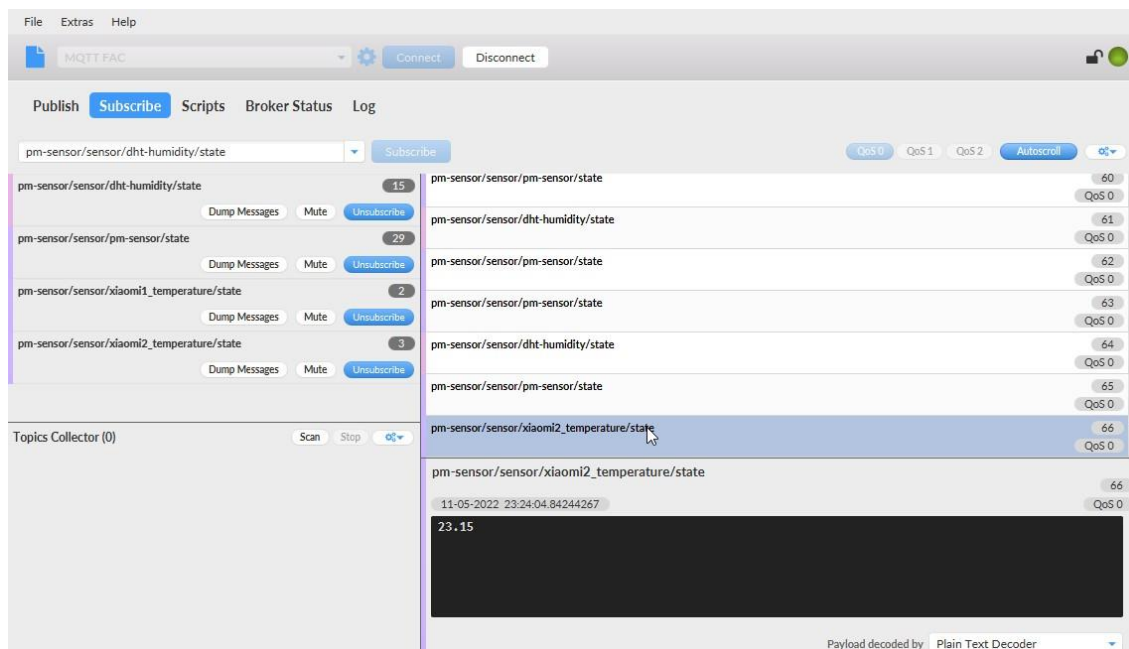 File Extras Help
MQTT FAC Connect Disconnect
Publish Subscribe Scripts Broker Status Log
pm-sensor/sensor/dht-humidity/state Subscribe QoS 0 QoS 1 QoS 2 Autoscroll
pm-sensor/sensor/dht-humidity/state 15
Dump Messages Mute Unsubscribe
pm-sensor/sensor/pm-sensor/state 29
Dump Messages Mute Unsubscribe
pm-sensor/sensor/xiaomi1_temperature/state 2
Dump Messages Mute Unsubscribe
pm-sensor/sensor/xiaomi2_temperature/state 3
Dump Messages Mute Unsubscribe
Topics Collector (0) Scan Stop
pm-sensor/sensor/pm-sensor/state 60
QoS 0
pm-sensor/sensor/dht-humidity/state 61
QoS 0
pm-sensor/sensor/pm-sensor/state 62
QoS 0
pm-sensor/sensor/pm-sensor/state 63
QoS 0
pm-sensor/sensor/dht-humidity/state 64
QoS 0
pm-sensor/sensor/pm-sensor/state 65
QoS 0
pm-sensor/sensor/xiaomi2_temperature/state 66
QoS 0
pm-sensor/sensor/xiaomi2_temperature/state
66
11-05-2022 23:24:04.84244267 QoS 0
23.15
Payload decoded by Plain Text Decoder